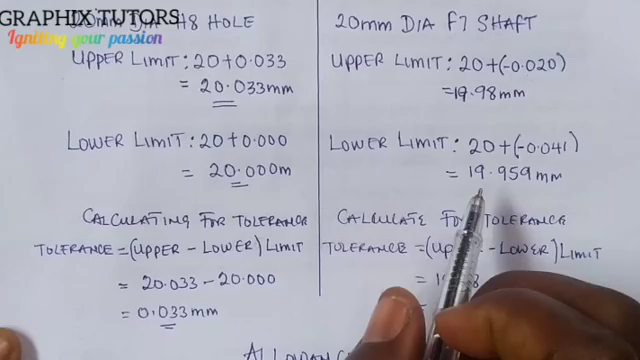 GRAPHIX TUTORS
Igniting your passion
20mm DIA H8 HOLE
UPPER LIMIT: 20+0.033
= 20.033mm
LOWER LIMIT: 20+0.000
= 20.000m
CALCULATING FOR TOLERANCE
TOLERANCE=(UPPER - LOWER) LIMIT
= 20.033-20.000
= 0.033mm
20mm DIA F7 SHAFT
UPPER LIMIT: 20+(-0.020)
=19.98mm
LOWER LIMIT: 20+(-0.041)
= 19.959mm
CALCULATE FOR TOLERANCE
TOLERANCE =(UP - LOWER) LIMIT
=
=